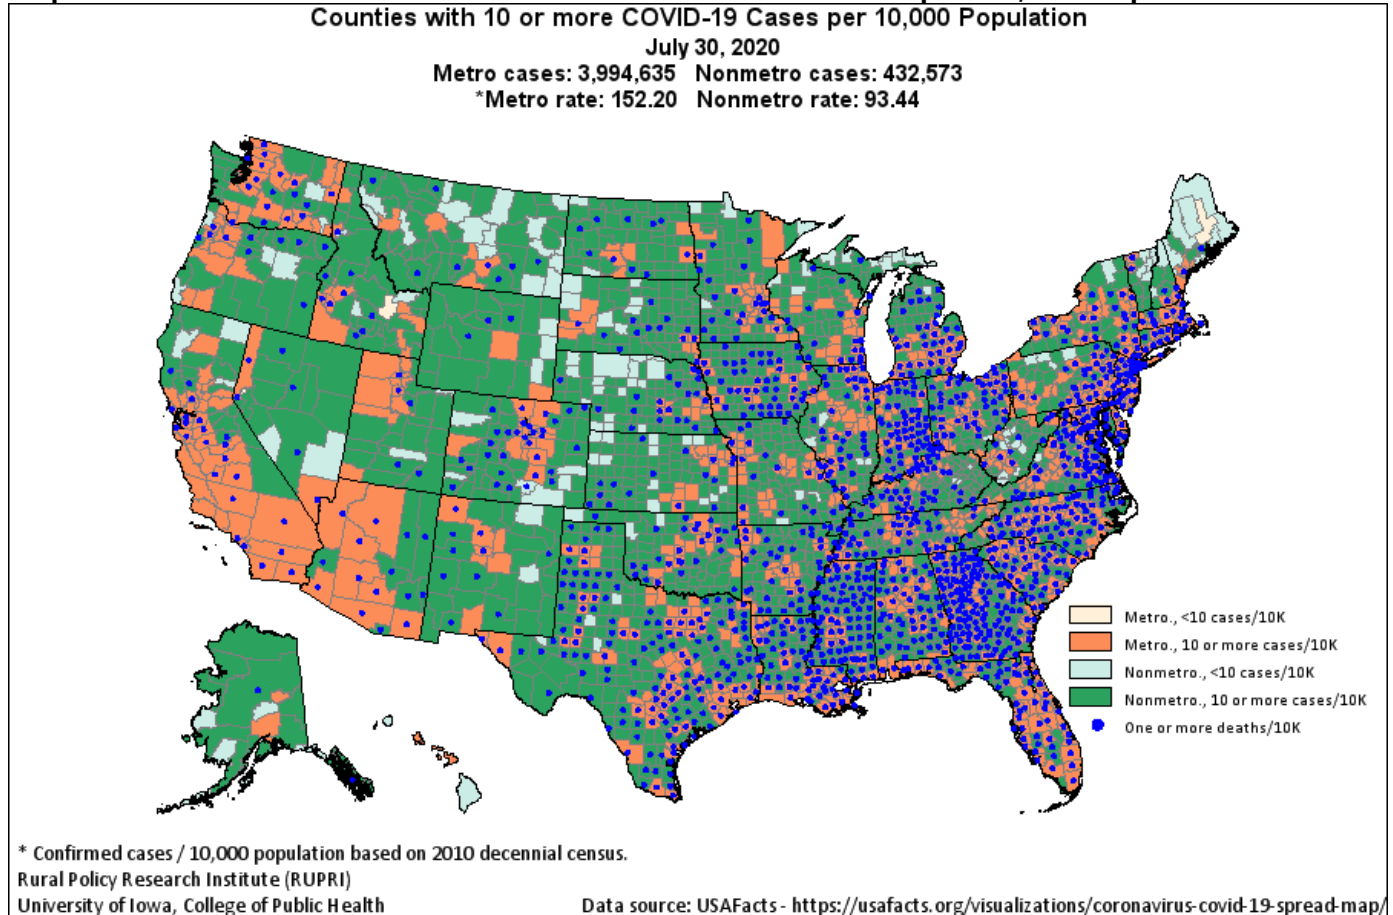 Counties with 10 or more COVID-19 Cases per 10,000 Population
July 30, 2020
Metro cases: 3,994,635 Nonmetro cases: 432,573
*Metro rate: 152.20 Nonmetro rate: 93.44
Metro., <10 cases/10K
Metro., 10 or more cases/10K
Nonmetro., <10 cases/10K
Nonmetro., 10 or more cases/10K
One or more deaths/10K
* Confirmed cases / 10,000 population based on 2010 decennial census.
Rural Policy Research Institute (RUPRI)
University of Iowa, College of Public Health
Data source: USAFacts - https://usafacts.org/visualizations/coronavirus-covid-19-spread-map/